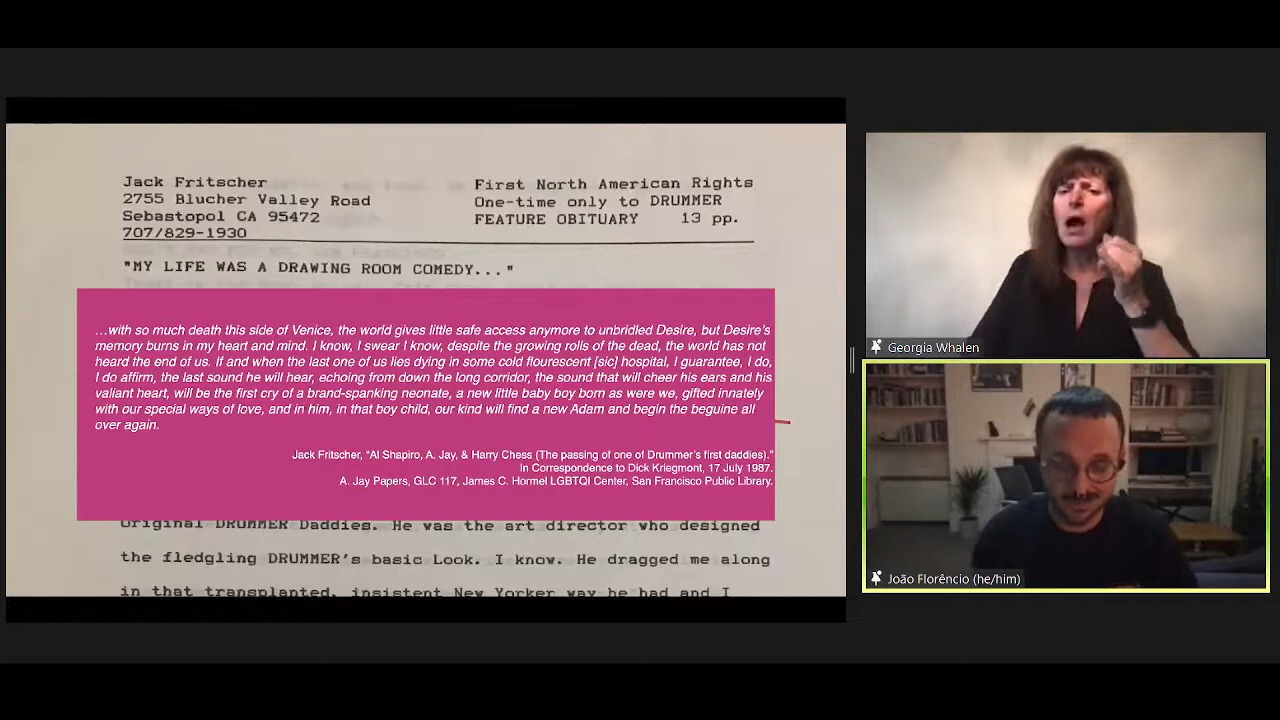 Jack Fritscher
2755 Blucher Valley Road
Sebastopol CA 95472
707/829-1930
First North American Rights
One-time only to DRUMMER
FEATURE OBITUARY 13 pp.
"MY LIFE WAS A DRAWING ROOM COMEDY..."
…with so much death this side of Venice, the world gives little safe access anymore to unbridled Desire, but Desire's
memory burns in my heart and mind. I know, I swear I know, despite the growing rolls of the dead, the world has not
heard the end of us. If and when the last one of us lies dying in some cold flourescent [sic] hospital, I guarantee, I do,
I do affirm, the last sound he will hear, echoing from down the long corridor, the sound that will cheer his ears and his
valiant heart, will be the first cry of a brand-spanking neonate, a new little baby boy born as were we, gifted innately
with our special ways of love, and in him, in that boy child, our kind will find a new Adam and begin the beguine all
over again.
Jack Fritscher, "Al Shapiro, A. Jay, & Harry Chess (The passing of one of Drummer's first daddies)."
In Correspondence to Dick Kriegmont, 17 July 1987.
A. Jay Papers, GLC 117, James C. Hormel LGBTQI Center, San Francisco Public Library.
Original DRUMMER Daddies. He was the art director who designed
the fledgling DRUMMER's basic Look. I know. He dragged me along
in that transplanted, insistent New Yorker way he had and I
Georgia Whalen
João Florêncio (he/him)